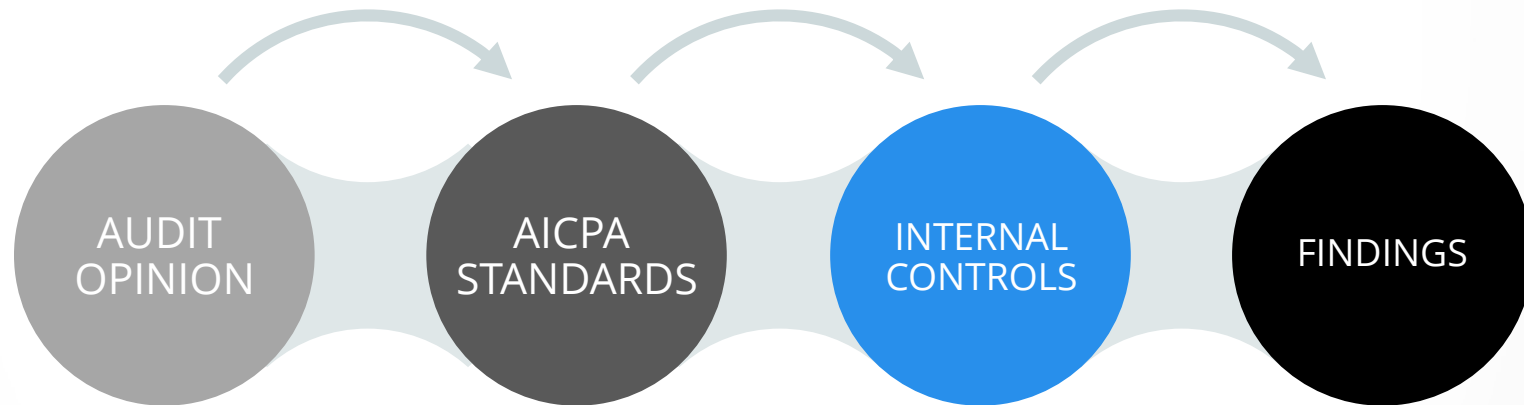 AUDIT
OPINION
AICPA
STANDARDS
INTERNAL
CONTROLS
FINDINGS